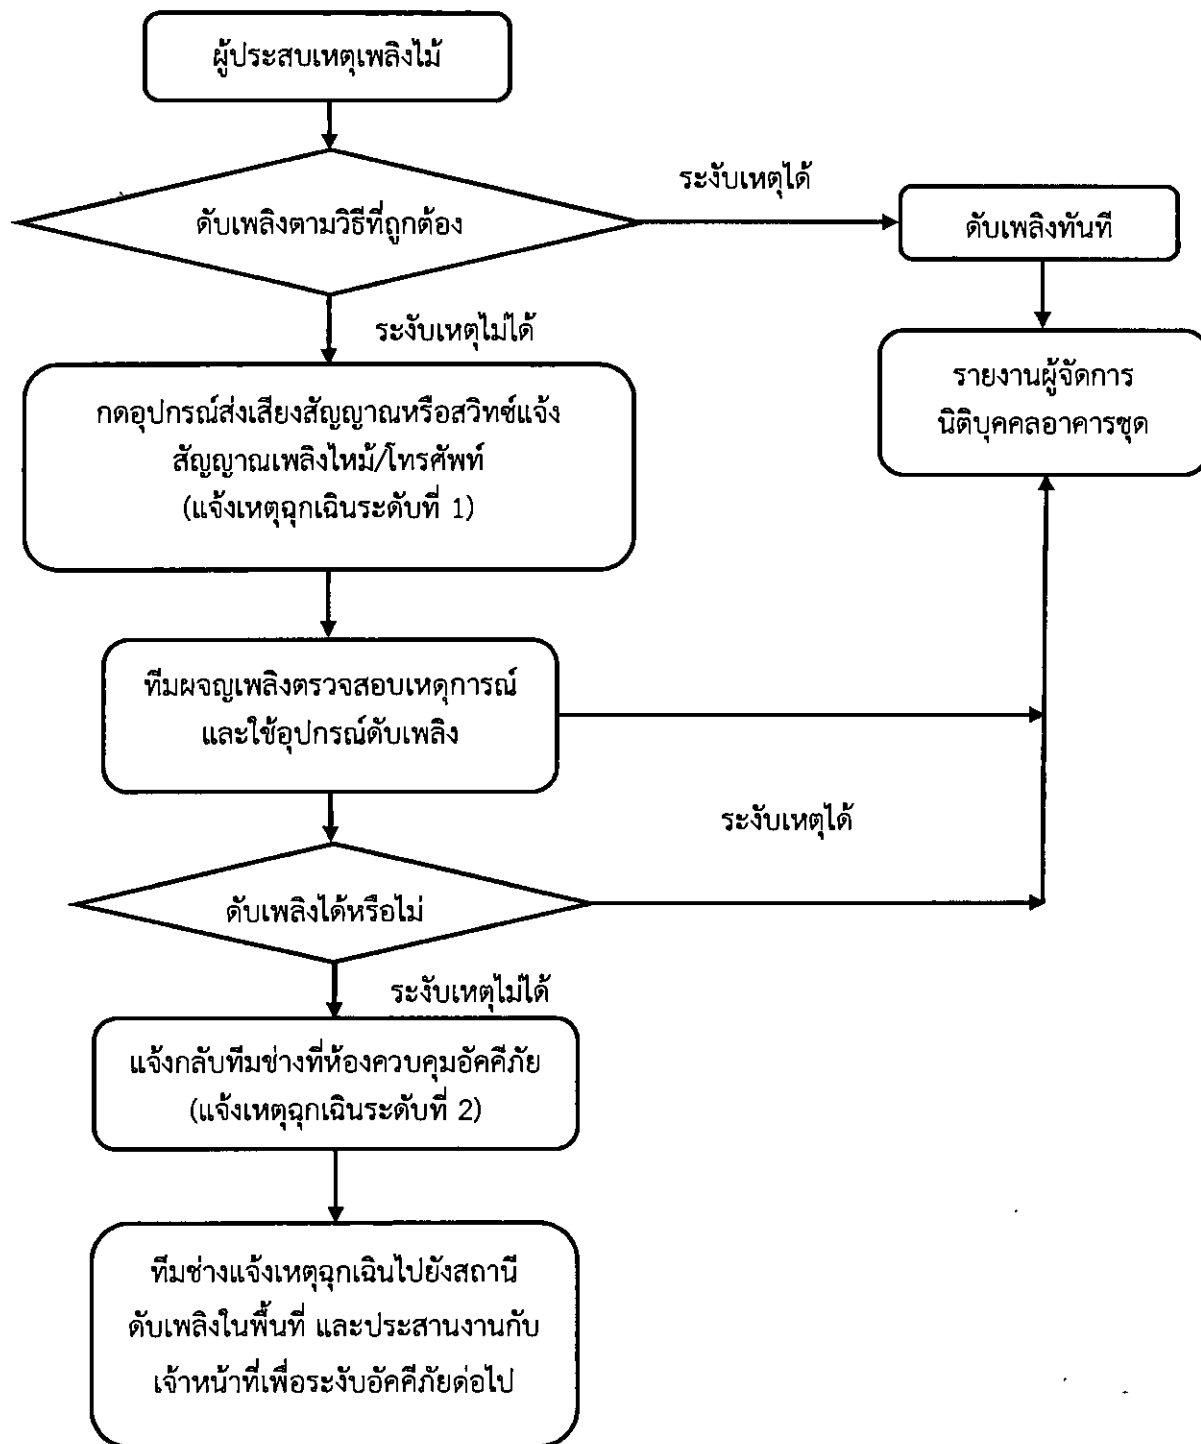 ผู้ประสบเหตุเพลิงไม้
ระงับเหตุได้
ดับเพลิงตามวิธีที่ถูกต้อง
ดับเพลิงทันที
ระงับเหตุไม่ได้
รายงานผู้จัดการ
นิติบุคคลอาคารชุด
กดอุปกรณ์ส่งเสียงสัญญาณหรือสวิทช์แจ้ง
สัญญาณเพลิงไหม้/โทรศัพท์
(แจ้งเหตุฉุกเฉินระดับที่ 1)
ทีมผจญเพลิงตรวจสอบเหตุการณ์
และใช้อุปกรณ์ดับเพลิง
ระงับเหตุได้
ดับเพลิงได้หรือไม่
ระงับเหตุไม่ได้
แจ้งกลับทีมช่างที่ห้องควบคุมอัคคีภัย
(แจ้งเหตุฉุกเฉินระดับที่ 2)
ทีมช่างแจ้งเหตุฉุกเฉินไปยังสถานี
ดับเพลิงในพื้นที่ และประสานงานกับ
เจ้าหน้าที่เพื่อระงับอัคคีภัยต่อไป